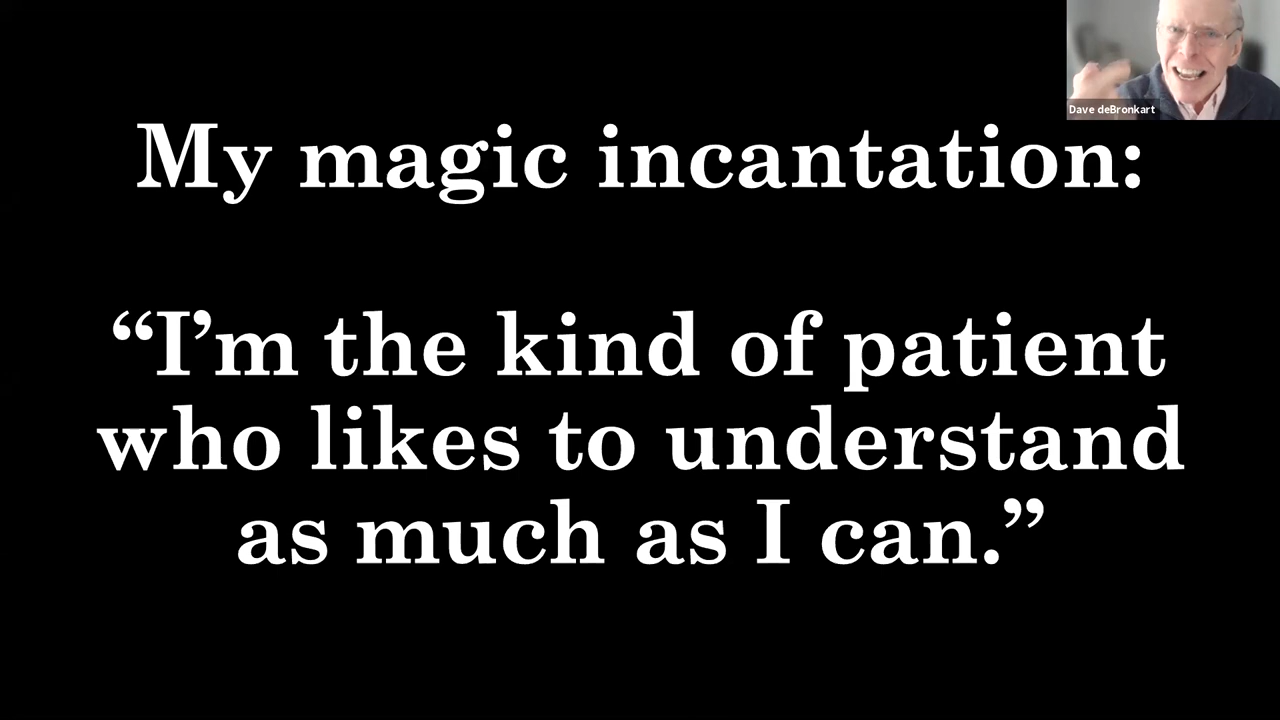 Dave deBronkart
My magic incantation:
“I’m the kind of patient
who likes to understand
as much as I can.”